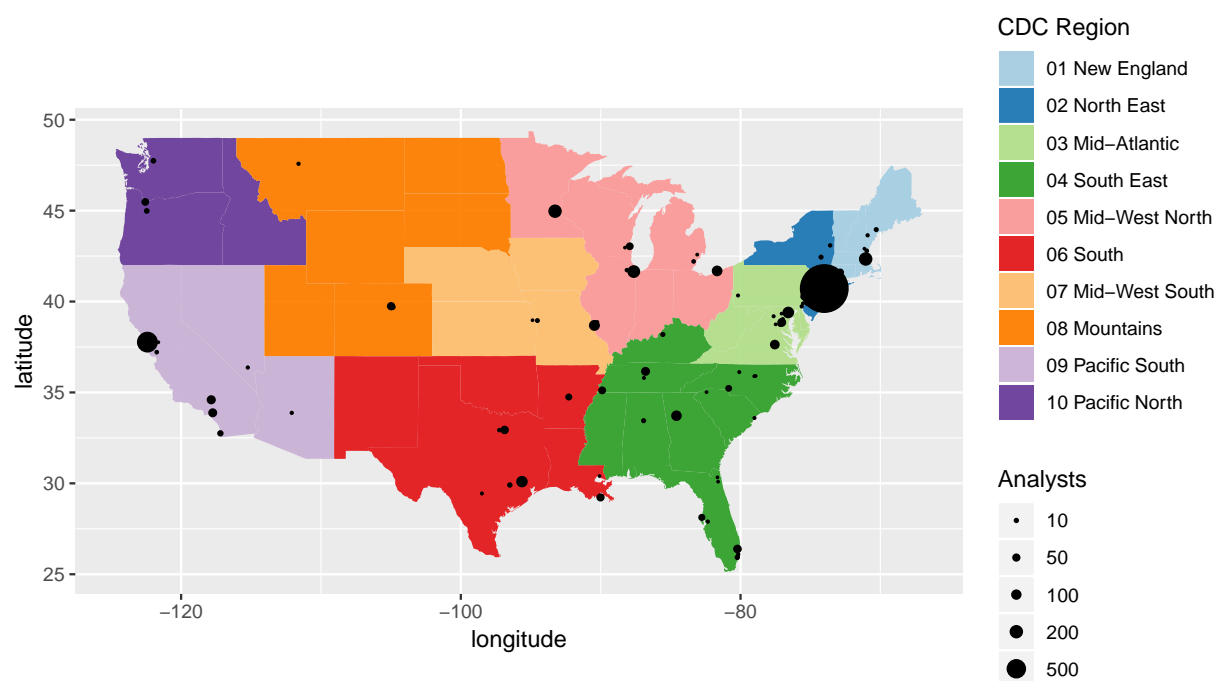 CDC Region
01 New England
02 North East
03 Mid−Atlantic
04 South East
05 Mid−West North
06 South
07 Mid−West South
08 Mountains
09 Pacific South
10 Pacific North
50
45
40
35
30
25
latitude
−120
−100
−80
longitude
Analysts
10
50
100
200
500